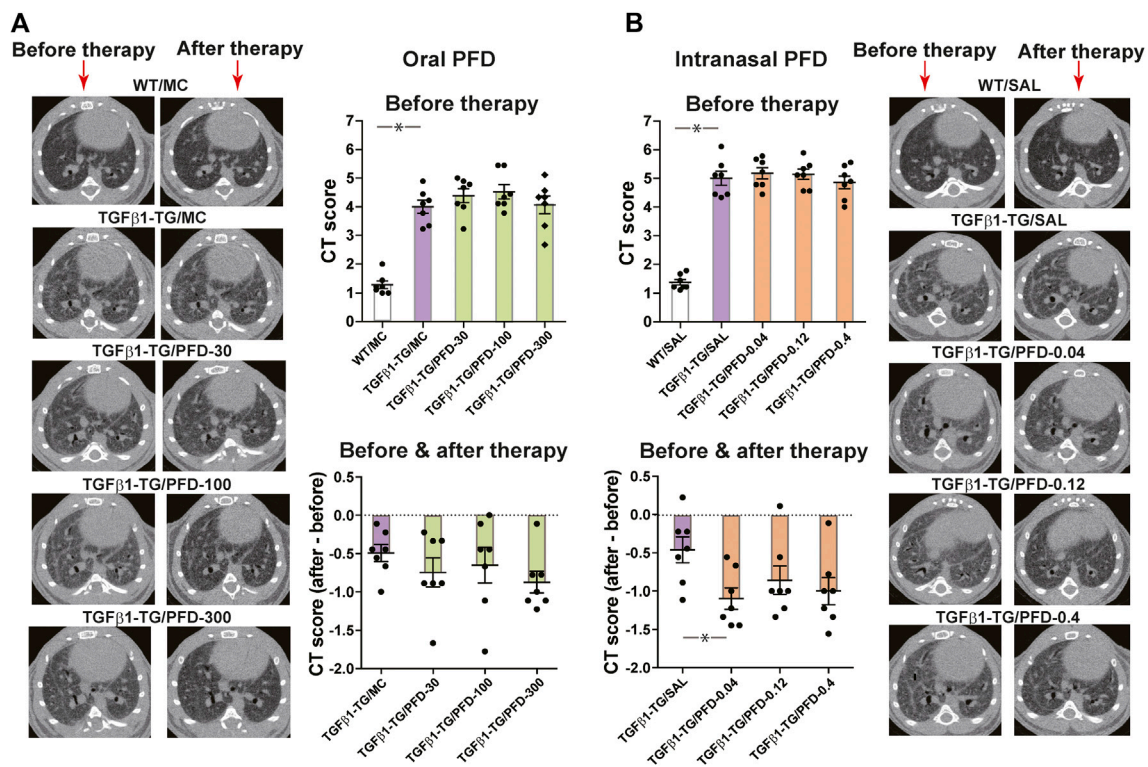 A
Before therapy
After therapy
WT/MC
TGFβ1-TG/MC
TGFβ1-TG/PFD-30
TGFβ1-TG/PFD-100
TGFβ1-TG/PFD-300
Oral PFD
Before therapy
CT score
7
6
5
4
3
2
1
0
*
WT/MC
TGFβ1-TG/MC
TGFβ1-TG/PFD-30
TGFβ1-TG/PFD-100
TGFβ1-TG/PFD-300
Before & after therapy
CT score (after - before)
0.5
0.0
-0.5
-1.0
-1.5
-2.0
TGFβ1-TG/MC
TGFβ1-TG/PFD-30
TGFβ1-TG/PFD-100
TGFβ1-TG/PFD-300
B
Intranasal PFD
Before therapy
CT score
7
6
5
4
3
2
1
0
*
WT/SAL
TGFβ1-TG/SAL
TGFβ1-TG/PFD-0.04
TGFβ1-TG/PFD-0.12
TGFβ1-TG/PFD-0.4
Before & after therapy
CT score (after - before)
0.5
0.0
-0.5
-1.0
-1.5
-2.0
*
TGFβ1-TG/SAL
TGFβ1-TG/PFD-0.04
TGFβ1-TG/PFD-0.12
TGFβ1-TG/PFD-0.4
Before therapy
After therapy
WT/SAL
TGFβ1-TG/SAL
TGFβ1-TG/PFD-0.04
TGFβ1-TG/PFD-0.12
TGFβ1-TG/PFD-0.4